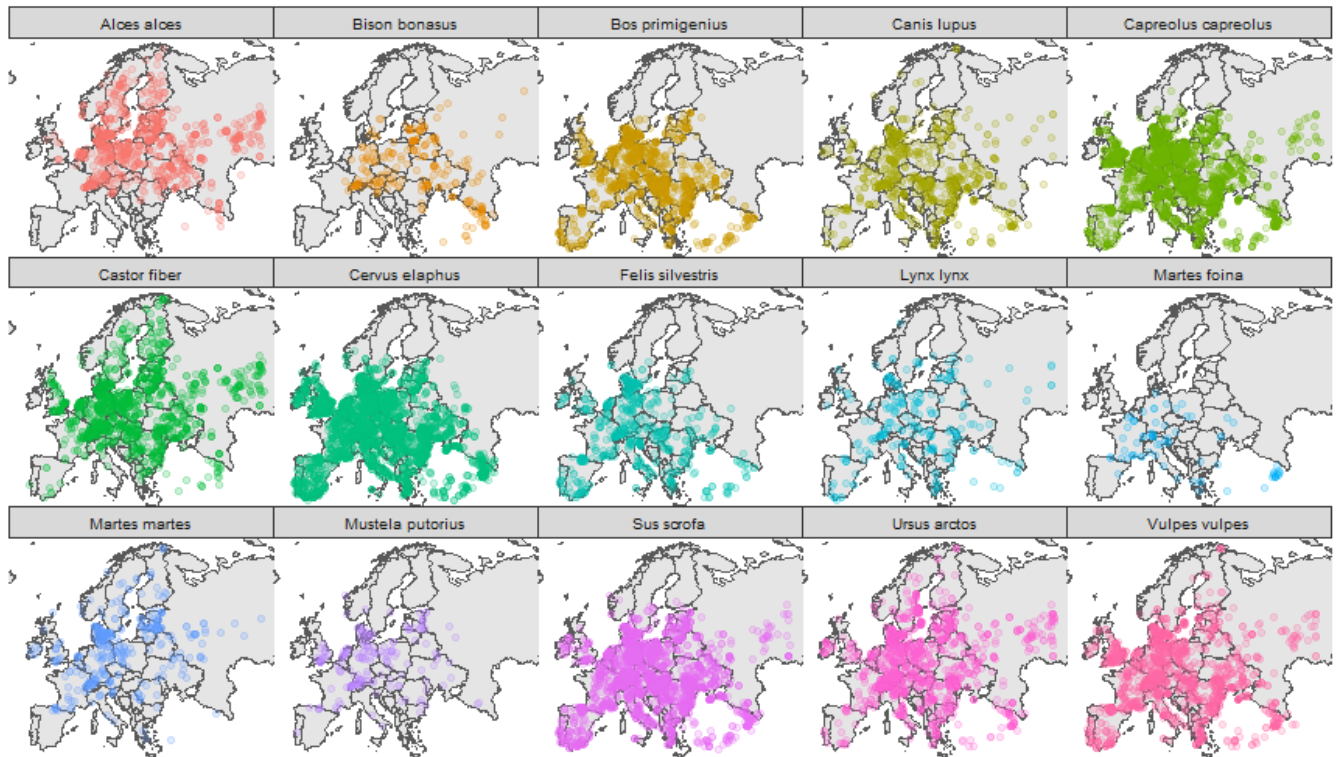 Alces alces
Bison bonasus
Bos primigenius
Canis lupus
Capreolus capreolus
Castor fiber
Cervus elaphus
Felis silvestris
Lynx lynx
Martes foina
Martes martes
Mustela putorius
Sus scrofa
Ursus arctos
Vulpes vulpes